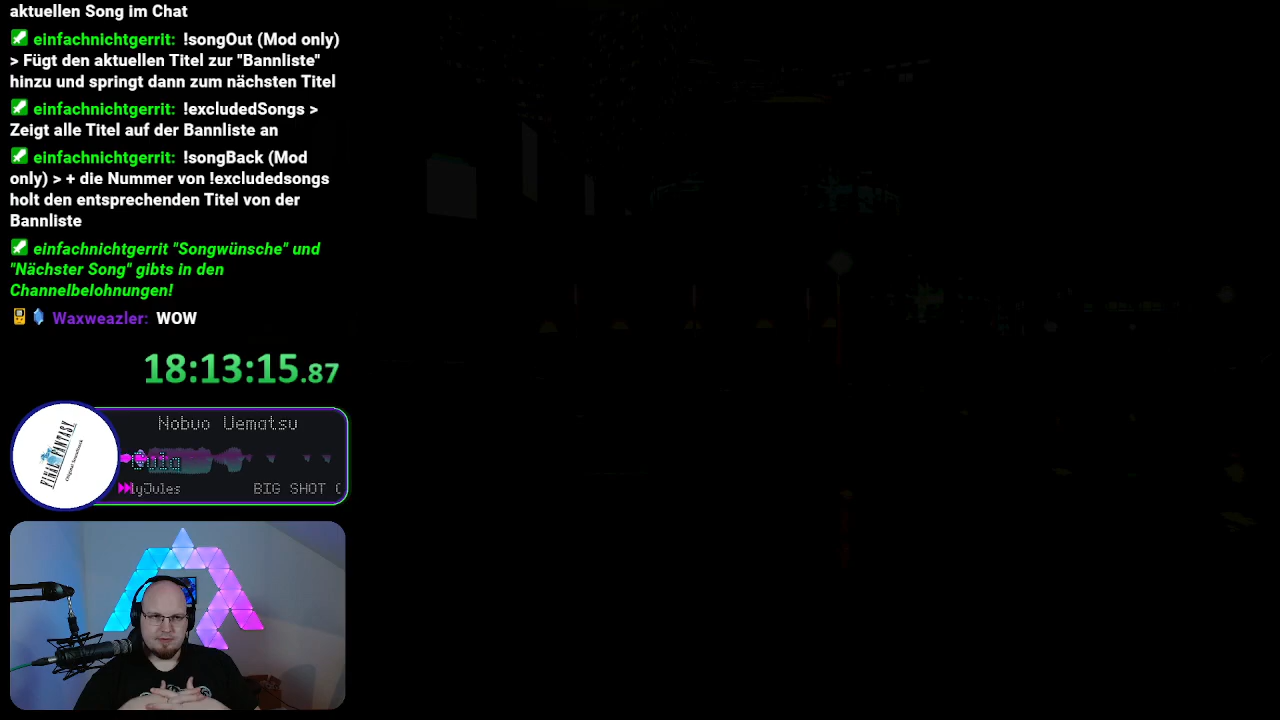 aktuellen Song im Chat
einfachnichtgerrit: !songOut (Mod only)
> Fügt den aktuellen Titel zur "Bannliste"
hinzu und springt dann zum nächsten Titel
einfachnichtgerrit: !excludedSongs >
Zeigt alle Titel auf der Bannliste an
einfachnichtgerrit: !songBack (Mod
only) > + die Nummer von !excludedsongs
holt den entsprechenden Titel von der
Bannliste
einfachnichtgerrit "Songwünsche" und
"Nächster Song" gibts in den
Channelbelohnungen!
Waxweazler: WOW
18:13:15.87
Nobuo Uematsu
FINAL FANTASY
lyJules BIG SHOT